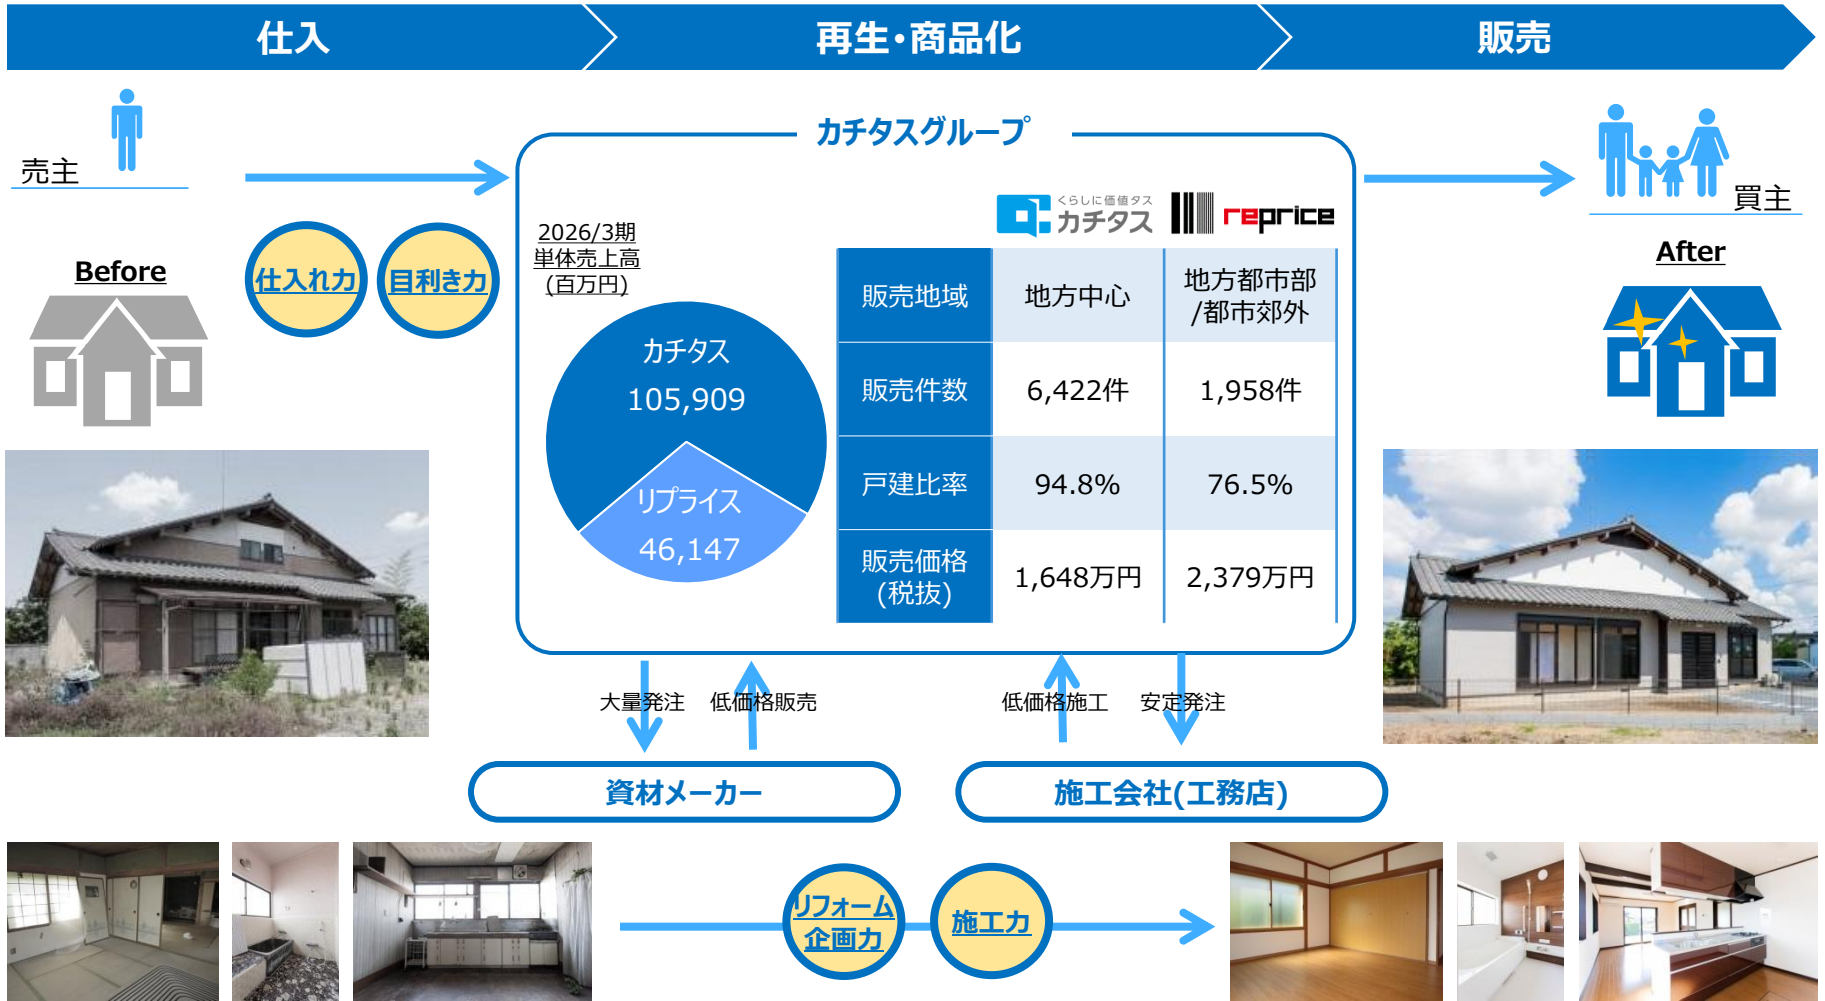 仕入
再生・商品化
販売
売主
Before
仕入れ力
目利き力
カチタスグループ
2026/3期
単体売上高
(百万円)
カチタス
105,909
リプライス
46,147
くらしに価値タス
カチタス
reprice
販売地域
地方中心
地方都市部
/都市郊外
販売件数
6,422件
1,958件
戸建比率
94.8%
76.5%
販売価格
(税抜)
1,648万円
2,379万円
買主
After
大量発注
低価格販売
低価格施工
安定発注
資材メーカー
施工会社(工務店)
リフォーム
企画力
施工力